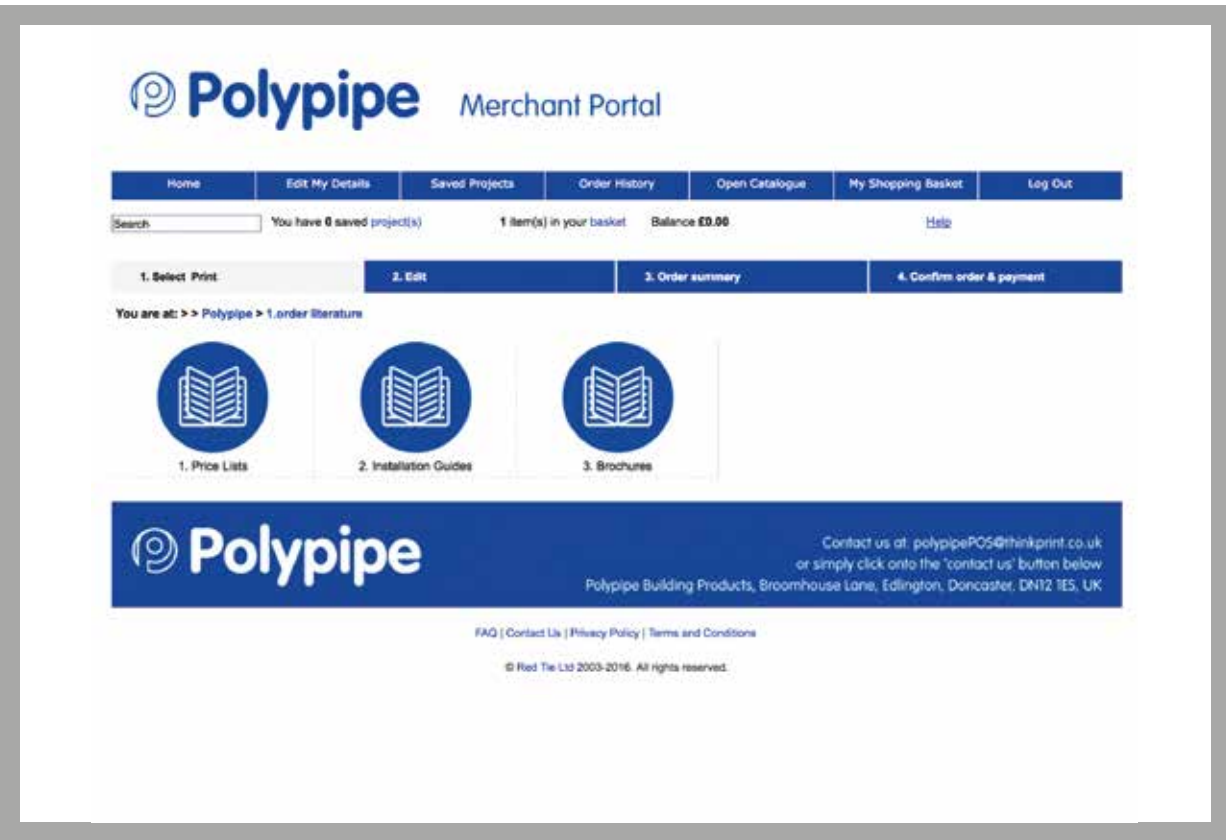 Polypipe Merchant Portal
Home Edit My Details Saved Projects Order History Open Catalogue My Shopping Basket Log Out
Search You have 0 saved project(s) 1 item(s) in your basket Balance £0.00 Help
1. Select Print 2. Edit 3. Order summary 4. Confirm order & payment
You are at: > > Polypipe > 1.order literature
1. Price Lists 2. Installation Guides 3. Brochures
Polypipe
Contact us at: polypipePOS@thinkprint.co.uk
or simply click onto the 'contact us' button below
Polypipe Building Products, Broomhouse Lane, Edlington, Doncaster, DN12 1ES, UK
FAQ | Contact Us | Privacy Policy | Terms and Conditions
© Red Tie Ltd 2003-2016. All rights reserved.